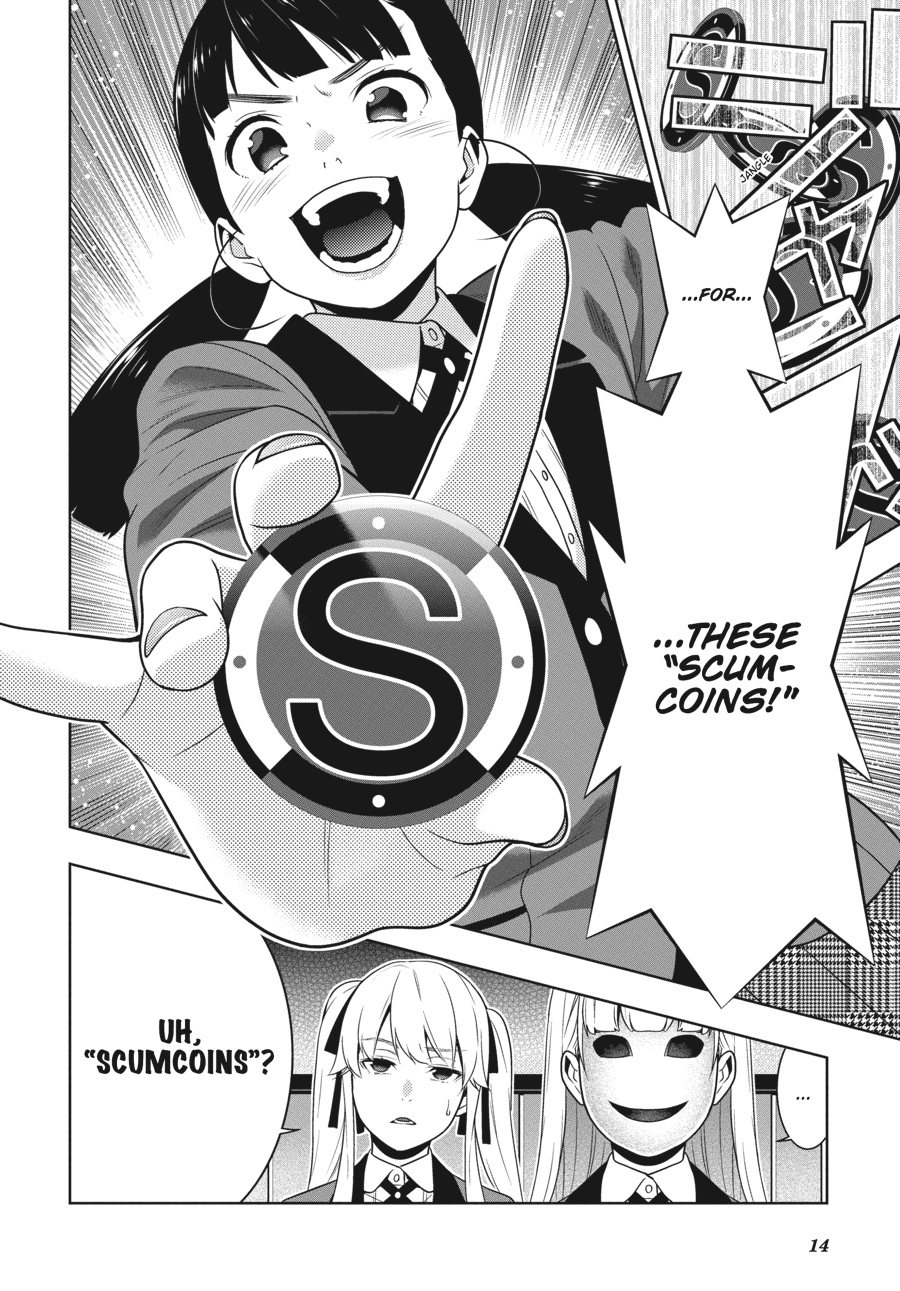 JANGLE
...FOR...
...THESE
"SCUM-
COINS!"
S
...
UH,
"SCUMCOINS"?
14